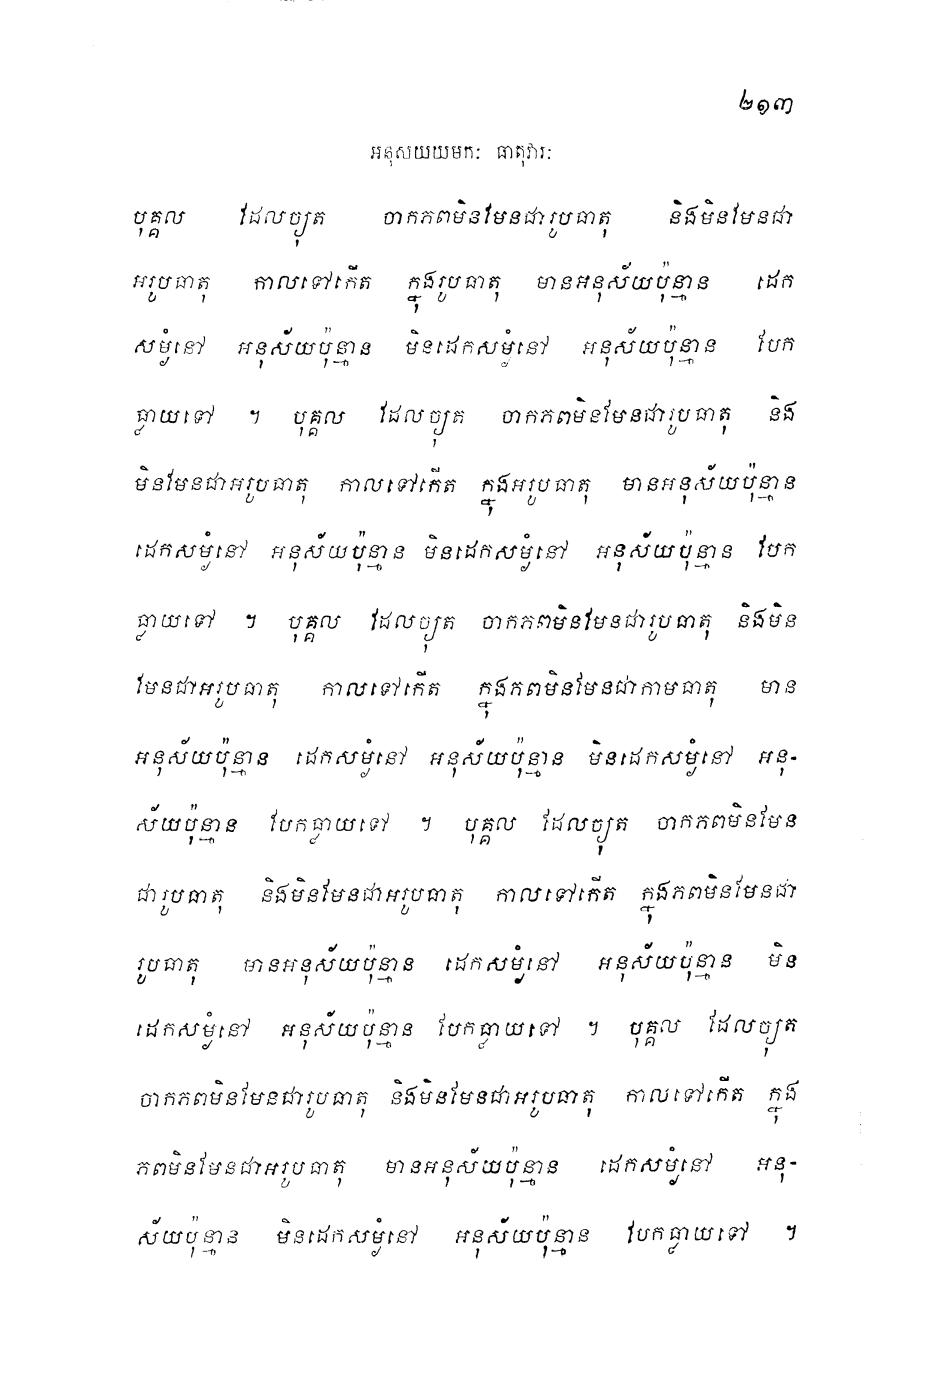 ២១៣
អនុសយយមកៈ ធាតុវារៈ
បុគ្គល ដែលច្យុត ចាកភពមិនមែនជារូបធាតុ និងមិនមែនជា
អរូបធាតុ កាលទៅកើត ក្នុងរូបធាតុ មានអនុស័យប៉ុន្មាន ដេក
សម្ងំនៅ អនុស័យប៉ុន្មាន មិនដេកសម្ងំនៅ អនុស័យប៉ុន្មាន បែក
ធ្លាយទៅ ។ បុគ្គល ដែលច្យុត ចាកភពមិនមែនជារូបធាតុ និង
មិនមែនជាអរូបធាតុ កាលទៅកើត ក្នុងអរូបធាតុ មានអនុស័យប៉ុន្មាន
ដេកសម្ងំនៅ អនុស័យប៉ុន្មាន មិនដេកសម្ងំនៅ អនុស័យប៉ុន្មាន បែក
ធ្លាយទៅ ។ បុគ្គល ដែលច្យុត ចាកភពមិនមែនជារូបធាតុ និងមិន
មែនជាអរូបធាតុ កាលទៅកើត ក្នុងភពមិនមែនជាកាមធាតុ មាន
អនុស័យប៉ុន្មាន ដេកសម្ងំនៅ អនុស័យប៉ុន្មាន មិនដេកសម្ងំនៅ អនុ-
ស័យប៉ុន្មាន បែកធ្លាយទៅ ។ បុគ្គល ដែលច្យុត ចាកភពមិនមែន
ជារូបធាតុ និងមិនមែនជាអរូបធាតុ កាលទៅកើត ក្នុងភពមិនមែនជា
រូបធាតុ មានអនុស័យប៉ុន្មាន ដេកសម្ងំនៅ អនុស័យប៉ុន្មាន មិន
ដេកសម្ងំនៅ អនុស័យប៉ុន្មាន បែកធ្លាយទៅ ។ បុគ្គល ដែលច្យុត
ចាកភពមិនមែនជារូបធាតុ និងមិនមែនជាអរូបធាតុ កាលទៅកើត ក្នុង
ភពមិនមែនជាអរូបធាតុ មានអនុស័យប៉ុន្មាន ដេកសម្ងំនៅ អនុ-
ស័យប៉ុន្មាន មិនដេកសម្ងំនៅ អនុស័យប៉ុន្មាន បែកធ្លាយទៅ ។